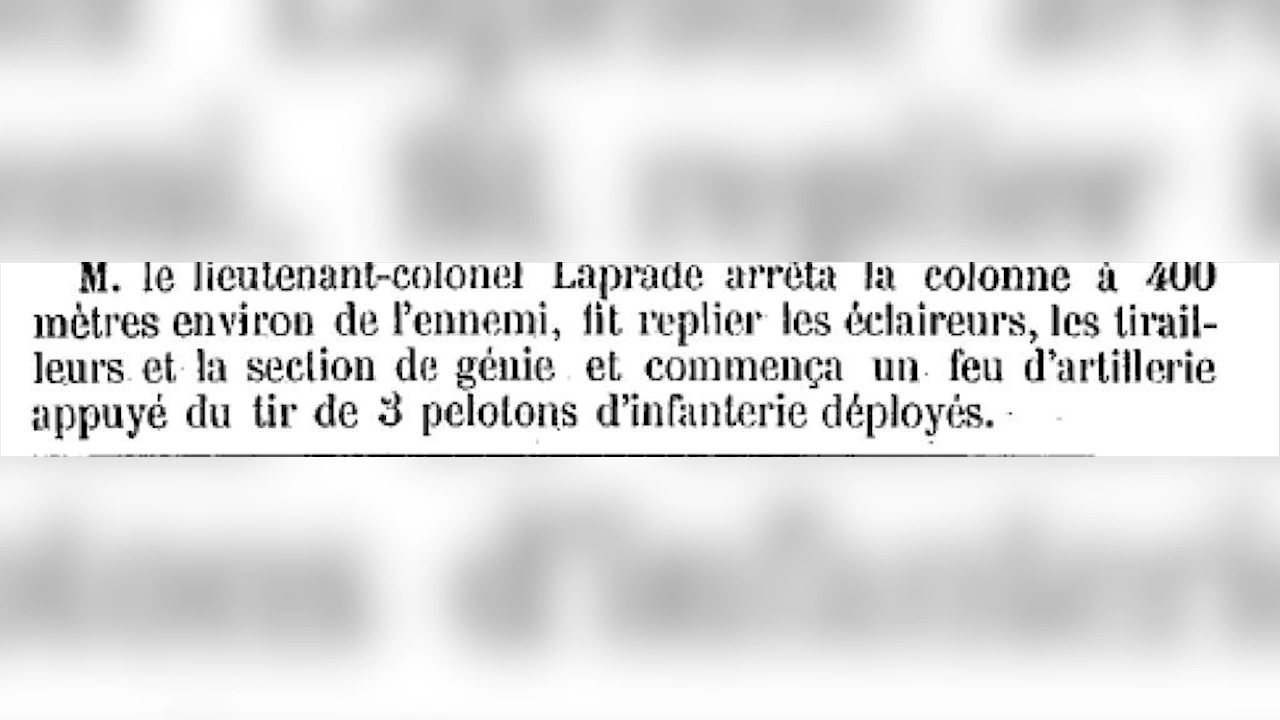 M. le lieutenant-colonel Laprade arrêta la colonne à 400
mètres environ de l'ennemi, fit replier les éclaireurs, les tirail-
leurs et la section de génie et commença un feu d'artillerie
appuyé du tir de 3 pelotons d'infanterie déployés.